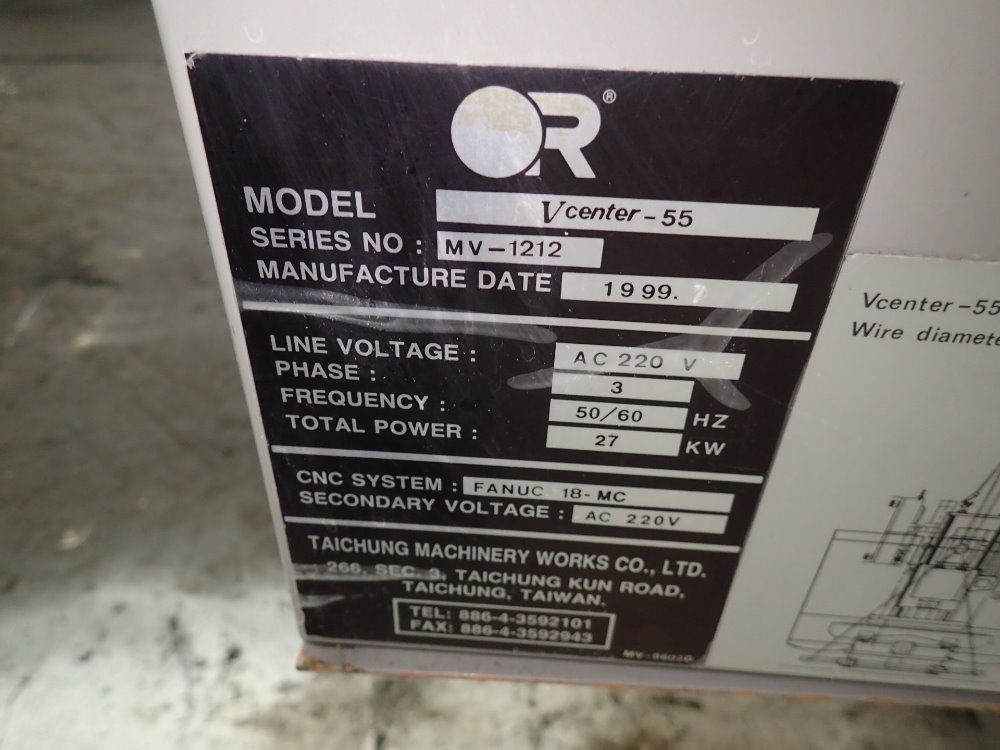 R®
MODEL Vcenter-55
SERIES NO : MV-1212
MANUFACTURE DATE 1999.
LINE VOLTAGE : AC 220 V
PHASE : 3
FREQUENCY : 50/60 HZ
TOTAL POWER : 27 KW
CNC SYSTEM : FANUC 18-MC
SECONDARY VOLTAGE : AC 220V
TAICHUNG MACHINERY WORKS CO., LTD.
266, SEC. 3, TAICHUNG KUN ROAD,
TAICHUNG, TAIWAN.
TEL: 886-4-3592101
FAX: 886-4-3592943
Vcenter-55
Wire